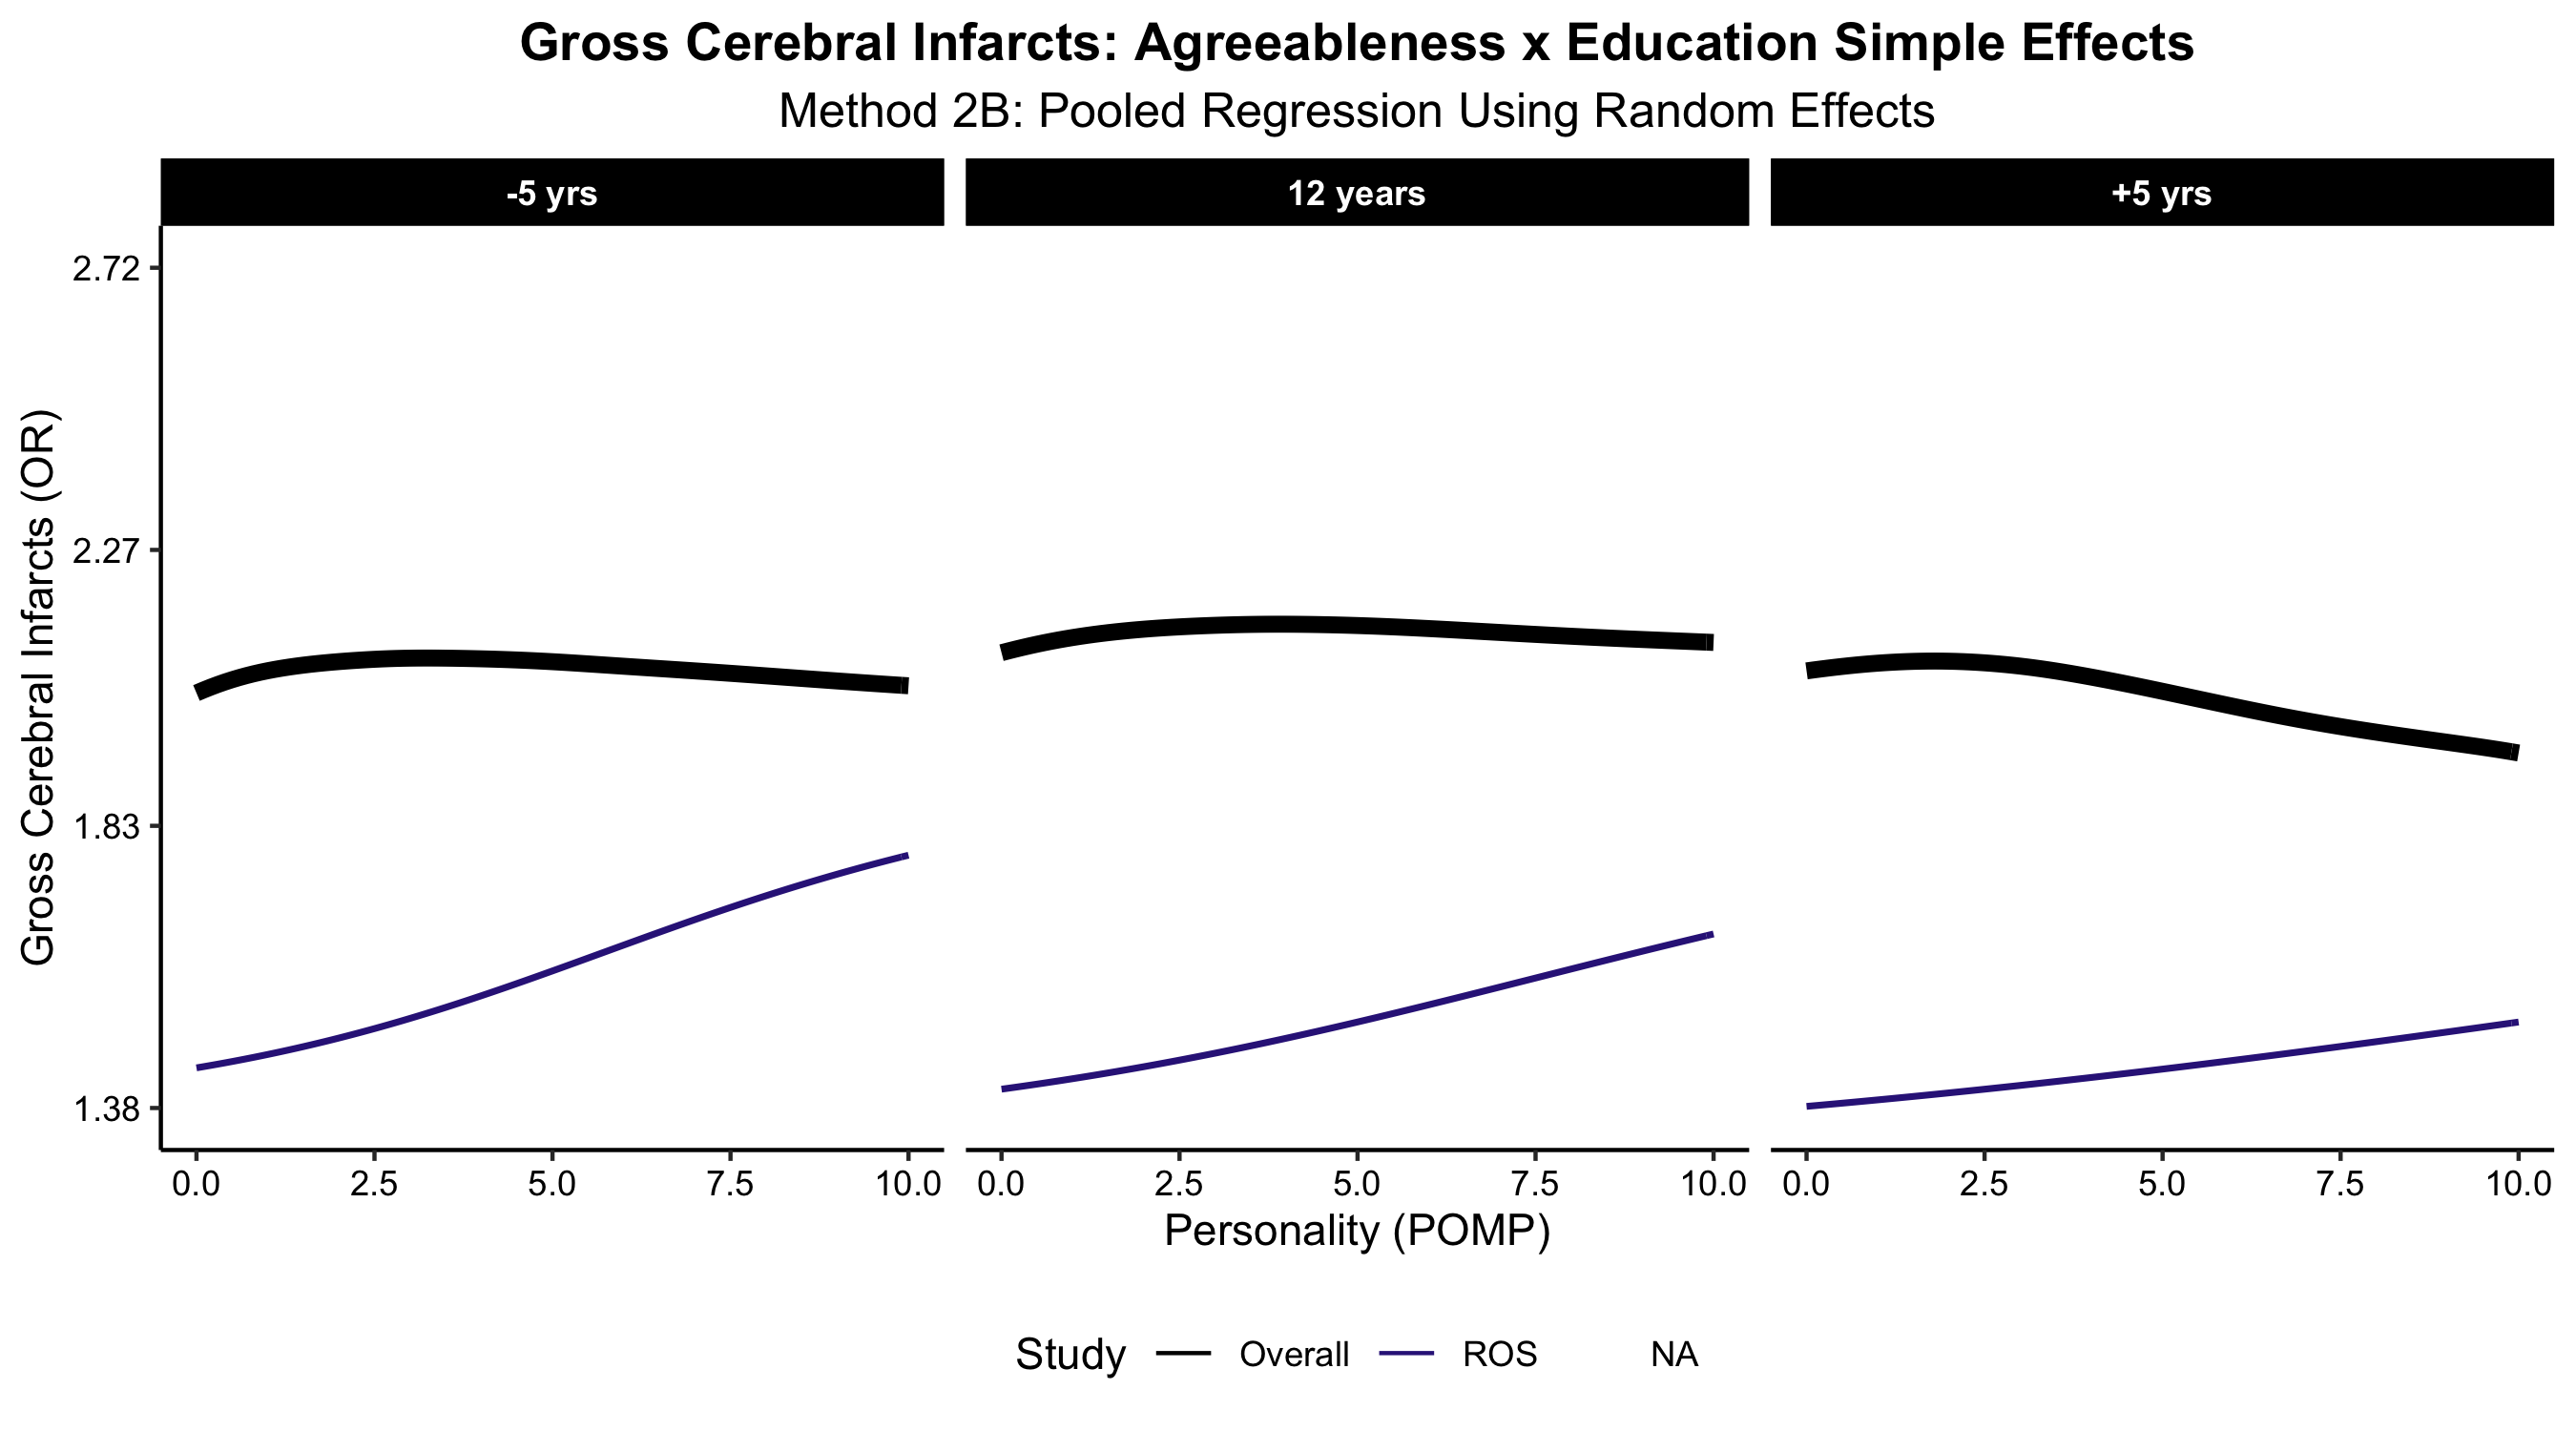 Gross Cerebral Infarcts: Agreeableness x Education Simple Effects
Method 2B: Pooled Regression Using Random Effects
-5 yrs
12 years
+5 yrs
Gross Cerebral Infarcts (OR)
2.72
2.27
1.83
1.38
0.0 2.5 5.0 7.5 10.0
0.0 2.5 5.0 7.5 10.0
0.0 2.5 5.0 7.5 10.0
Personality (POMP)
Study Overall ROS NA